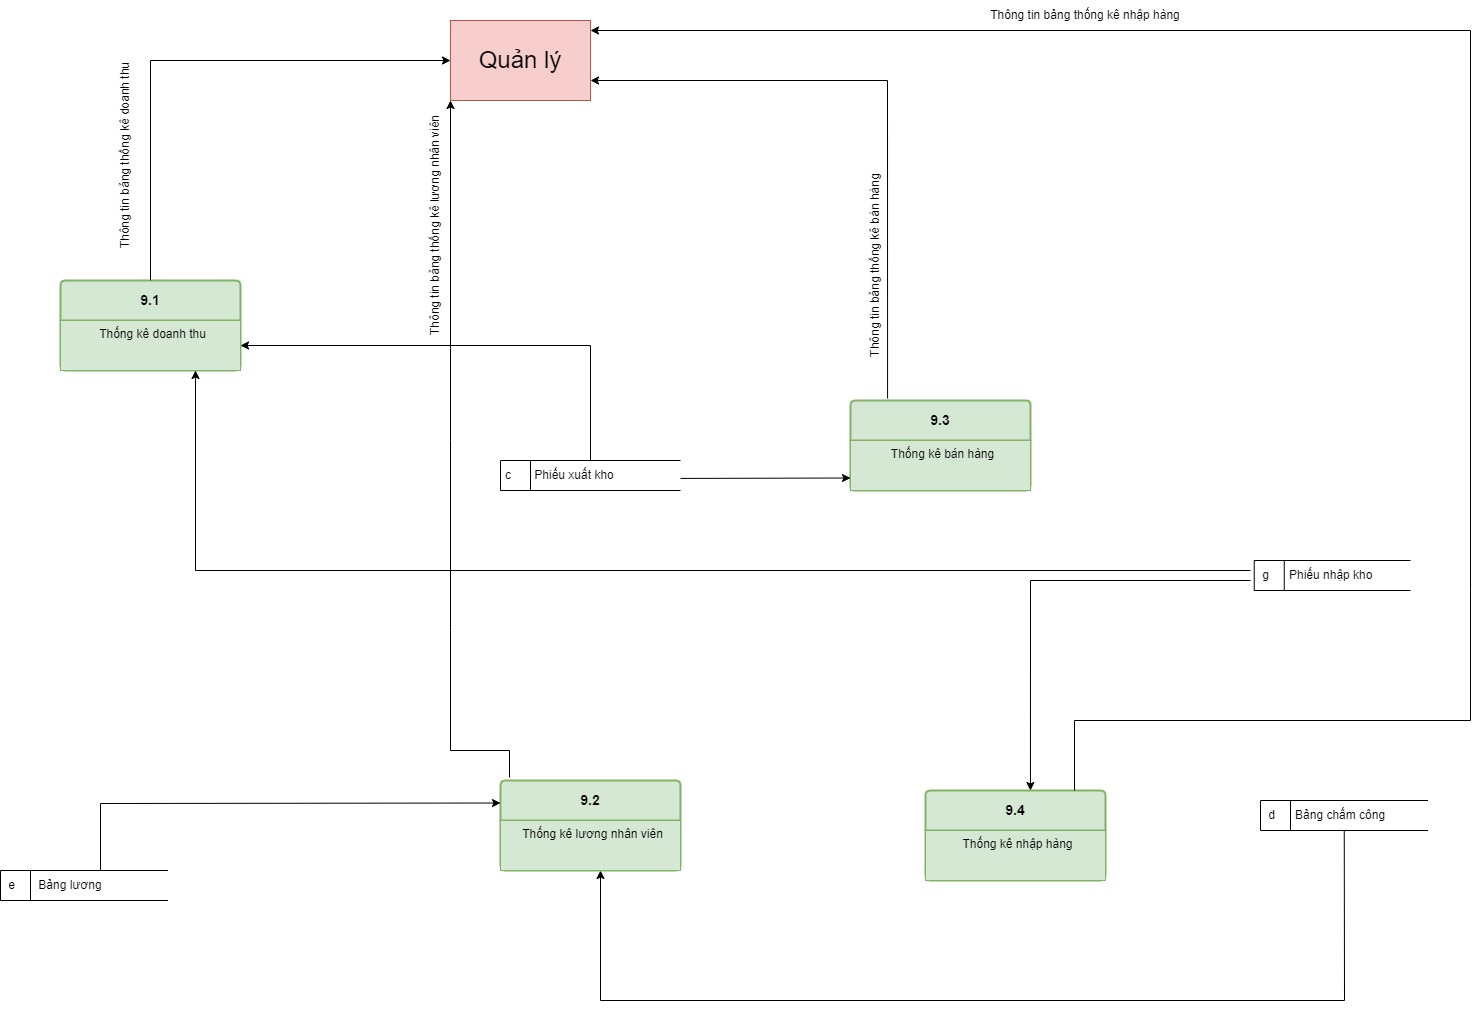 Thông tin bảng thống kê nhập hàng
Quản lý
Thông tin bảng thống kê doanh thu
Thông tin bảng thống kê lương nhân viên
Thông tin bảng thống kê bán hàng
9.1
Thống kê doanh thu
9.3
Thống kê bán hàng
c
Phiếu xuất kho
g
Phiếu nhập kho
9.2
Thống kê lương nhân viên
9.4
Thống kê nhập hàng
d
Bảng chấm công
e
Bảng lương